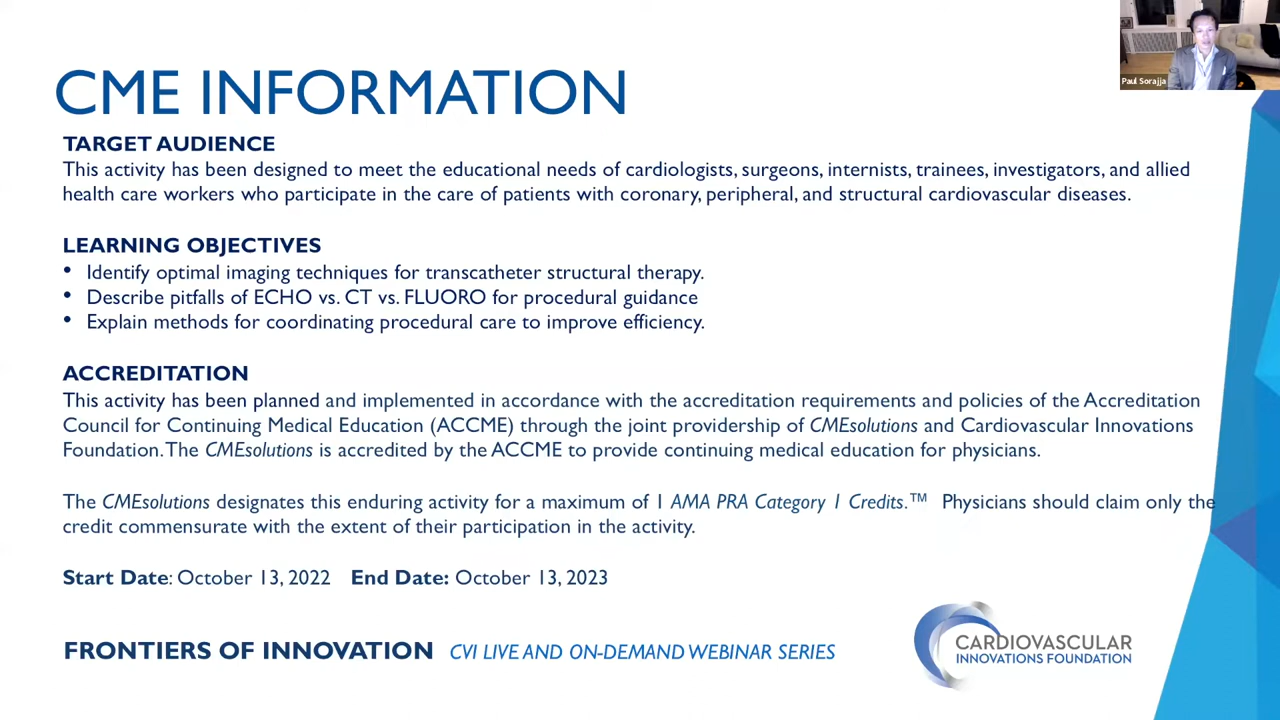 CME INFORMATION
Paul Sorajja
TARGET AUDIENCE
This activity has been designed to meet the educational needs of cardiologists, surgeons, internists, trainees, investigators, and allied
health care workers who participate in the care of patients with coronary, peripheral, and structural cardiovascular diseases.
LEARNING OBJECTIVES
• Identify optimal imaging techniques for transcatheter structural therapy.
• Describe pitfalls of ECHO vs. CT vs. FLUORO for procedural guidance
• Explain methods for coordinating procedural care to improve efficiency.
ACCREDITATION
This activity has been planned and implemented in accordance with the accreditation requirements and policies of the Accreditation
Council for Continuing Medical Education (ACCME) through the joint providership of CMEsolutions and Cardiovascular Innovations
Foundation. The CMEsolutions is accredited by the ACCME to provide continuing medical education for physicians.
The CMEsolutions designates this enduring activity for a maximum of 1 AMA PRA Category 1 Credits.™ Physicians should claim only the
credit commensurate with the extent of their participation in the activity.
Start Date: October 13, 2022 End Date: October 13, 2023
FRONTIERS OF INNOVATION CVI LIVE AND ON-DEMAND WEBINAR SERIES
CARDIOVASCULAR
INNOVATIONS FOUNDATION